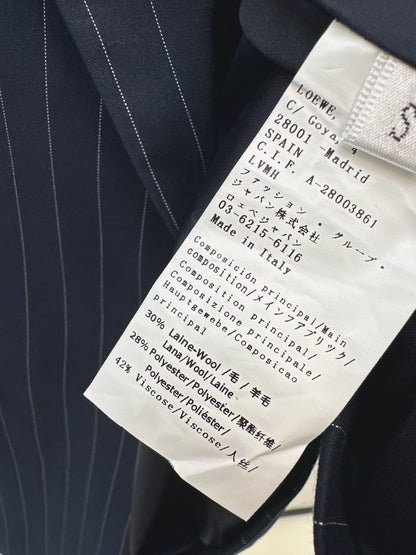 LOEWE,
C/ Goya, 4
28001 -Madrid
SPAIN
C.I.F. A-28003861
LVMH
ファッション・グループ・
ジャパン株式会社
ロエベジャパン
03-6215-6116
Made in Italy
Composición principal/Main
composition/メインファブリック/
Composizione principale/
Hauptgewebe/Composicao
principal
30% Laine-Wool /毛 / 羊毛
Lana/Wool/Laine
28% Polyester/Polyester/聚酯纤维/
Polyester/Poliéster/
42% Viscose/Viscose/人丝/
S